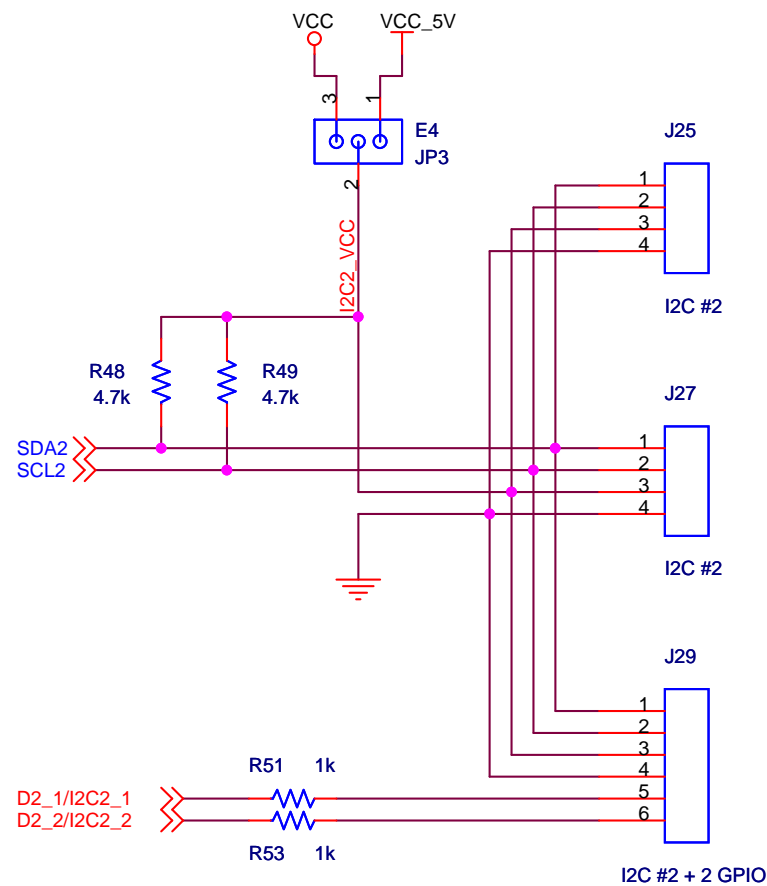 VCC
VCC_5V
3
1
E4
JP3
2
I2C2_VCC
J25
1
2
3
4
I2C #2
R48
4.7k
R49
4.7k
J27
SDA2
SCL2
1
2
3
4
I2C #2
J29
1
2
3
4
5
6
R51 1k
D2_1/I2C2_1
D2_2/I2C2_2
R53 1k
I2C #2 + 2 GPIO